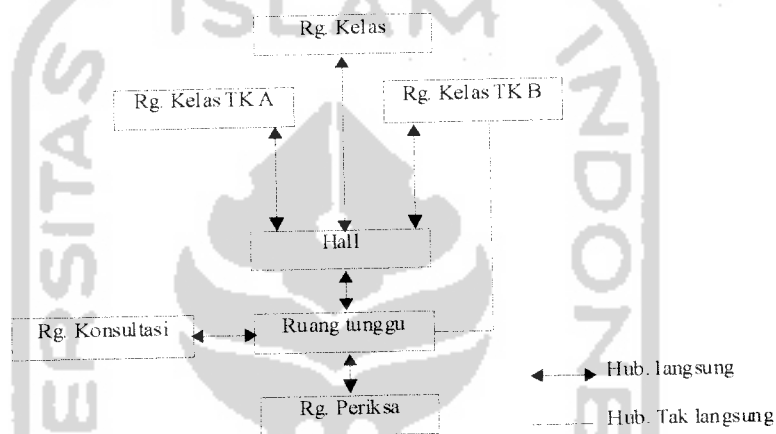 ISLAM
Rg. Kelas
Rg. Kelas TK A
Rg. Kelas TK B
Hall
Rg. Konsultasi
Ruang tunggu
Rg. Periksa
Hub. langsung
Hub. Tak langsung